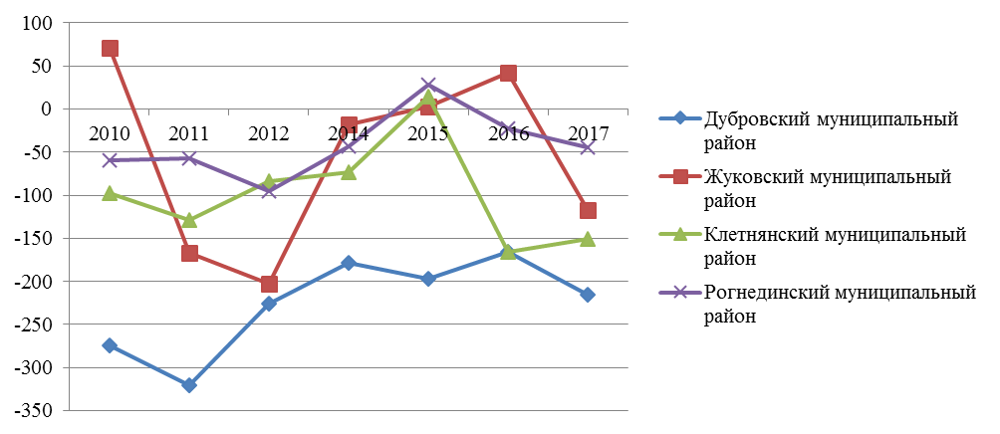 100
50
0
-50
-100
-150
-200
-250
-300
-350
2010 2011 2012 2014 2015 2016 2017
Дубровский муниципальный
район
Жуковский муниципальный
район
Клетнянский муниципальный
район
Рогнединский муниципальный
район